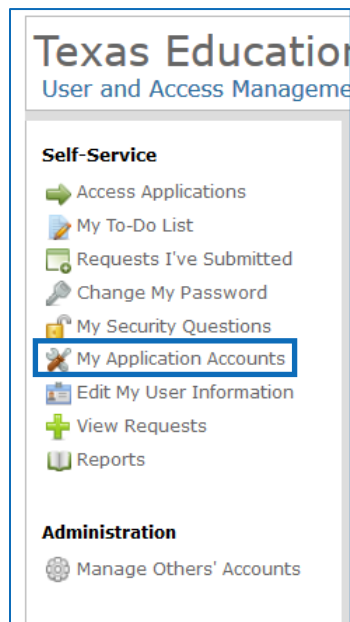 Texas Education
User and Access Manageme
Self-Service
Access Applications
My To-Do List
Requests I've Submitted
Change My Password
My Security Questions
My Application Accounts
Edit My User Information
View Requests
Reports
Administration
Manage Others' Accounts